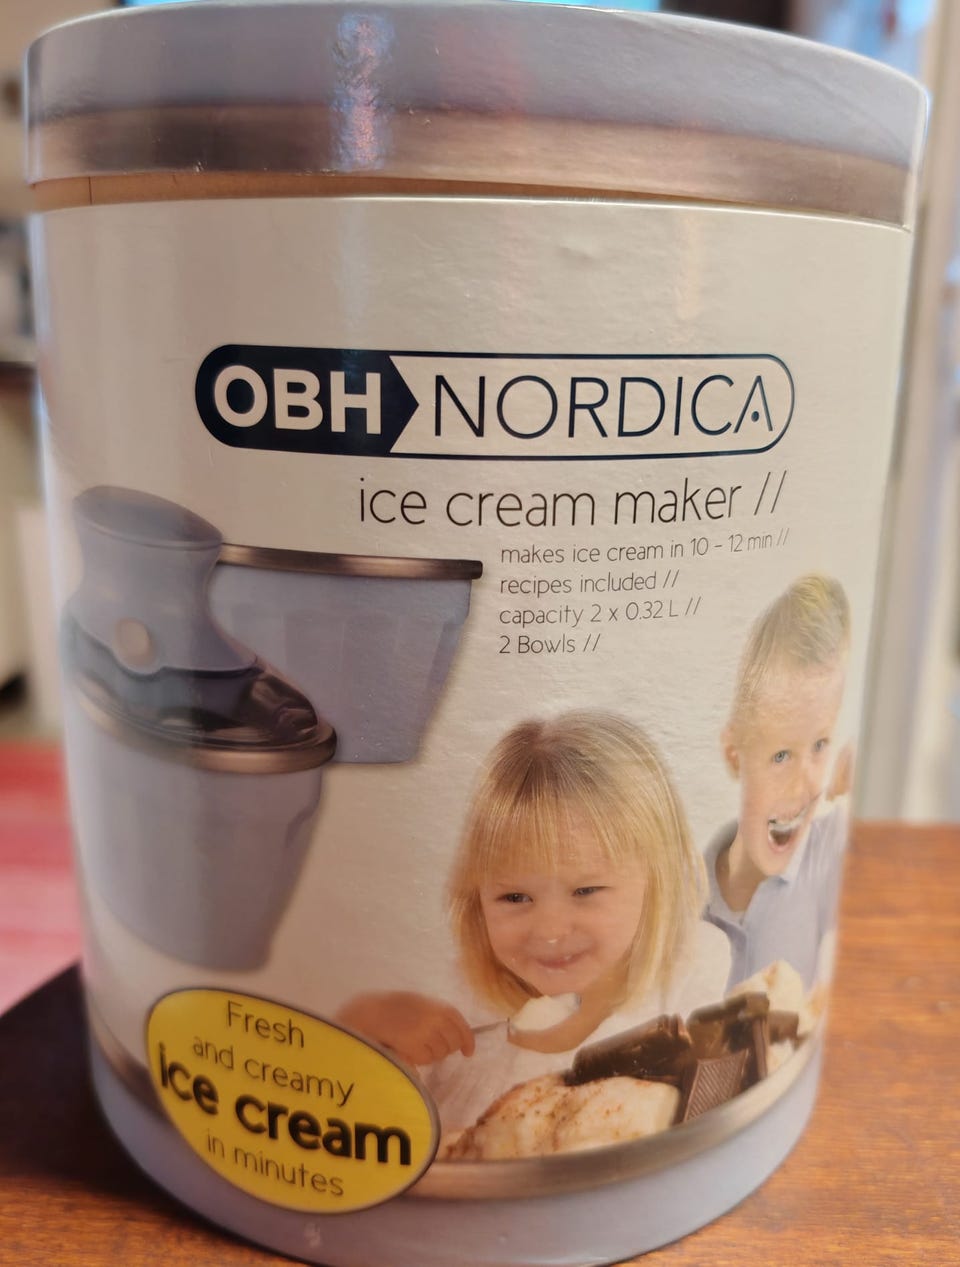 OBH NORDICA
ice cream maker //
makes ice cream in 10 – 12 min //
recipes included //
capacity 2 x 0.32 L //
2 Bowls //
Fresh
and creamy
ice cream
in minutes